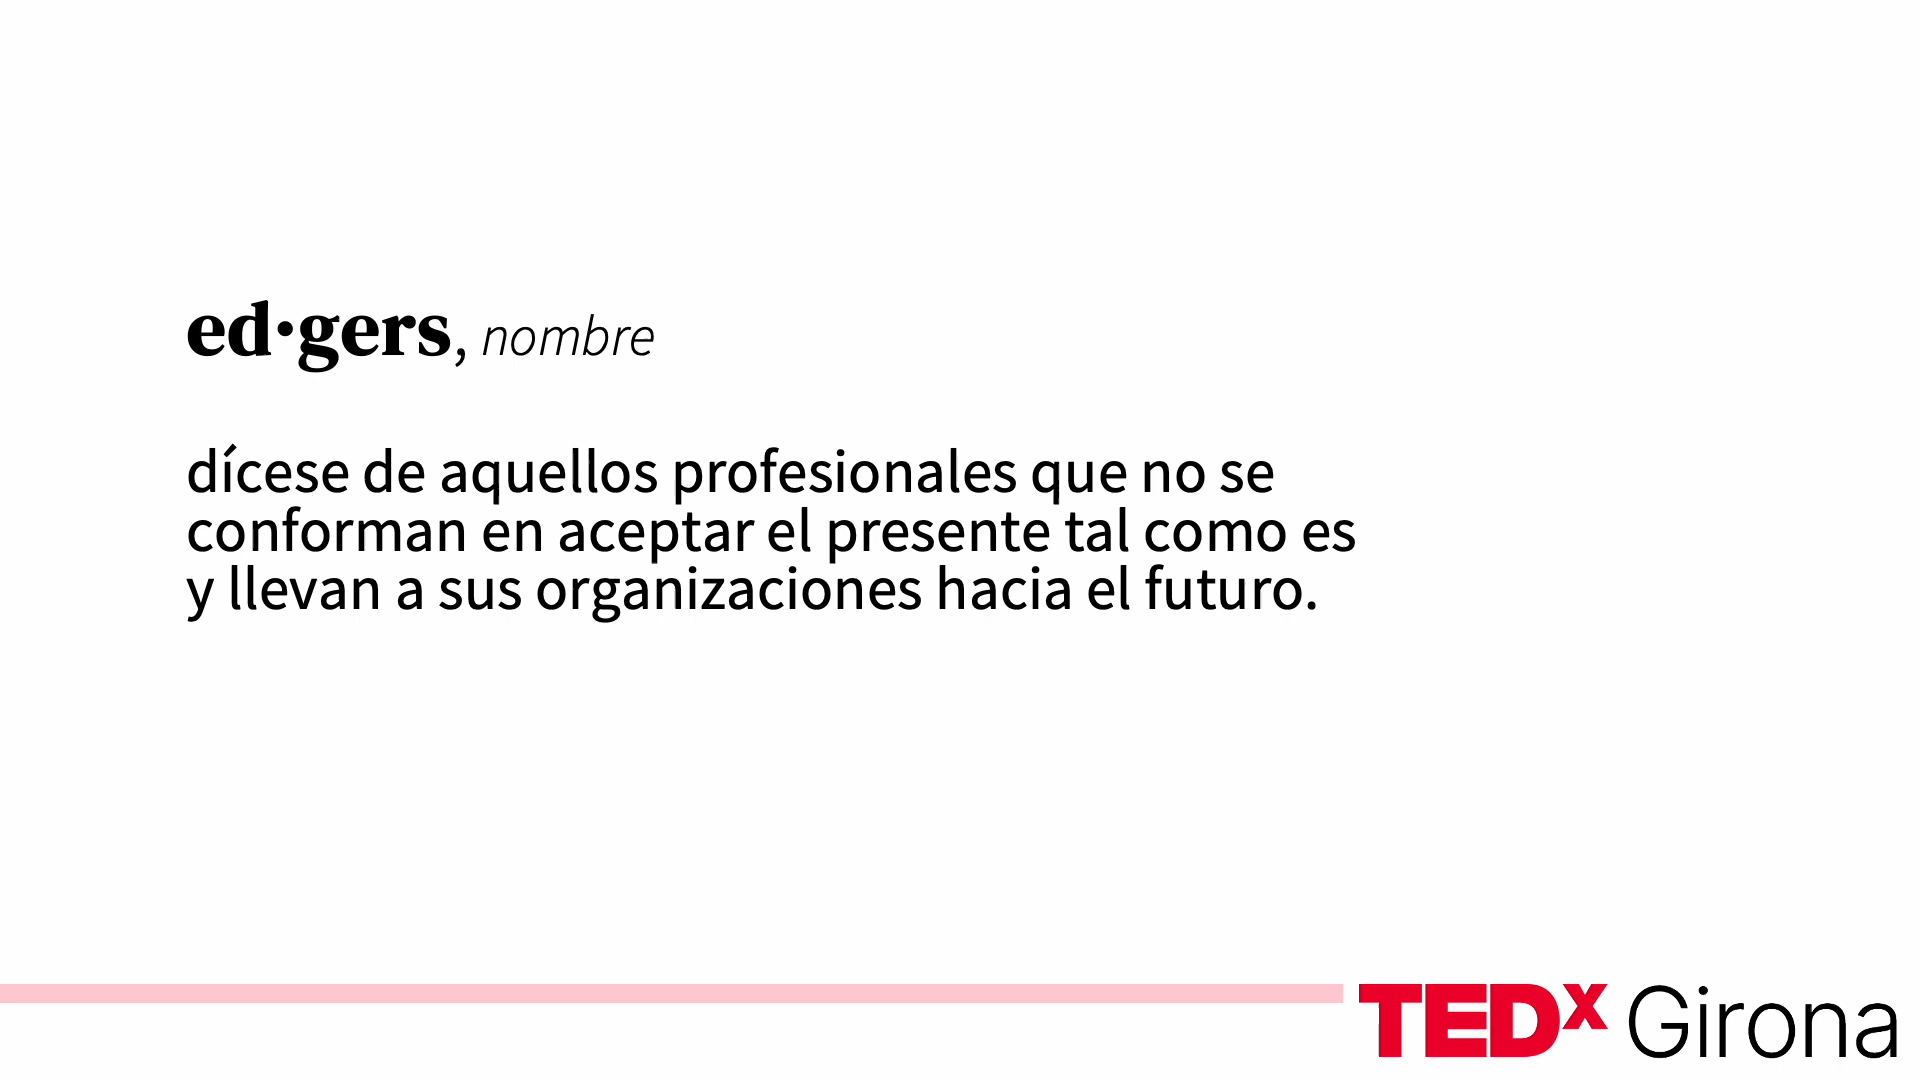 ed·gers, nombre
dícese de aquellos profesionales que no se
conforman en aceptar el presente tal como es
y llevan a sus organizaciones hacia el futuro.
TEDx Girona